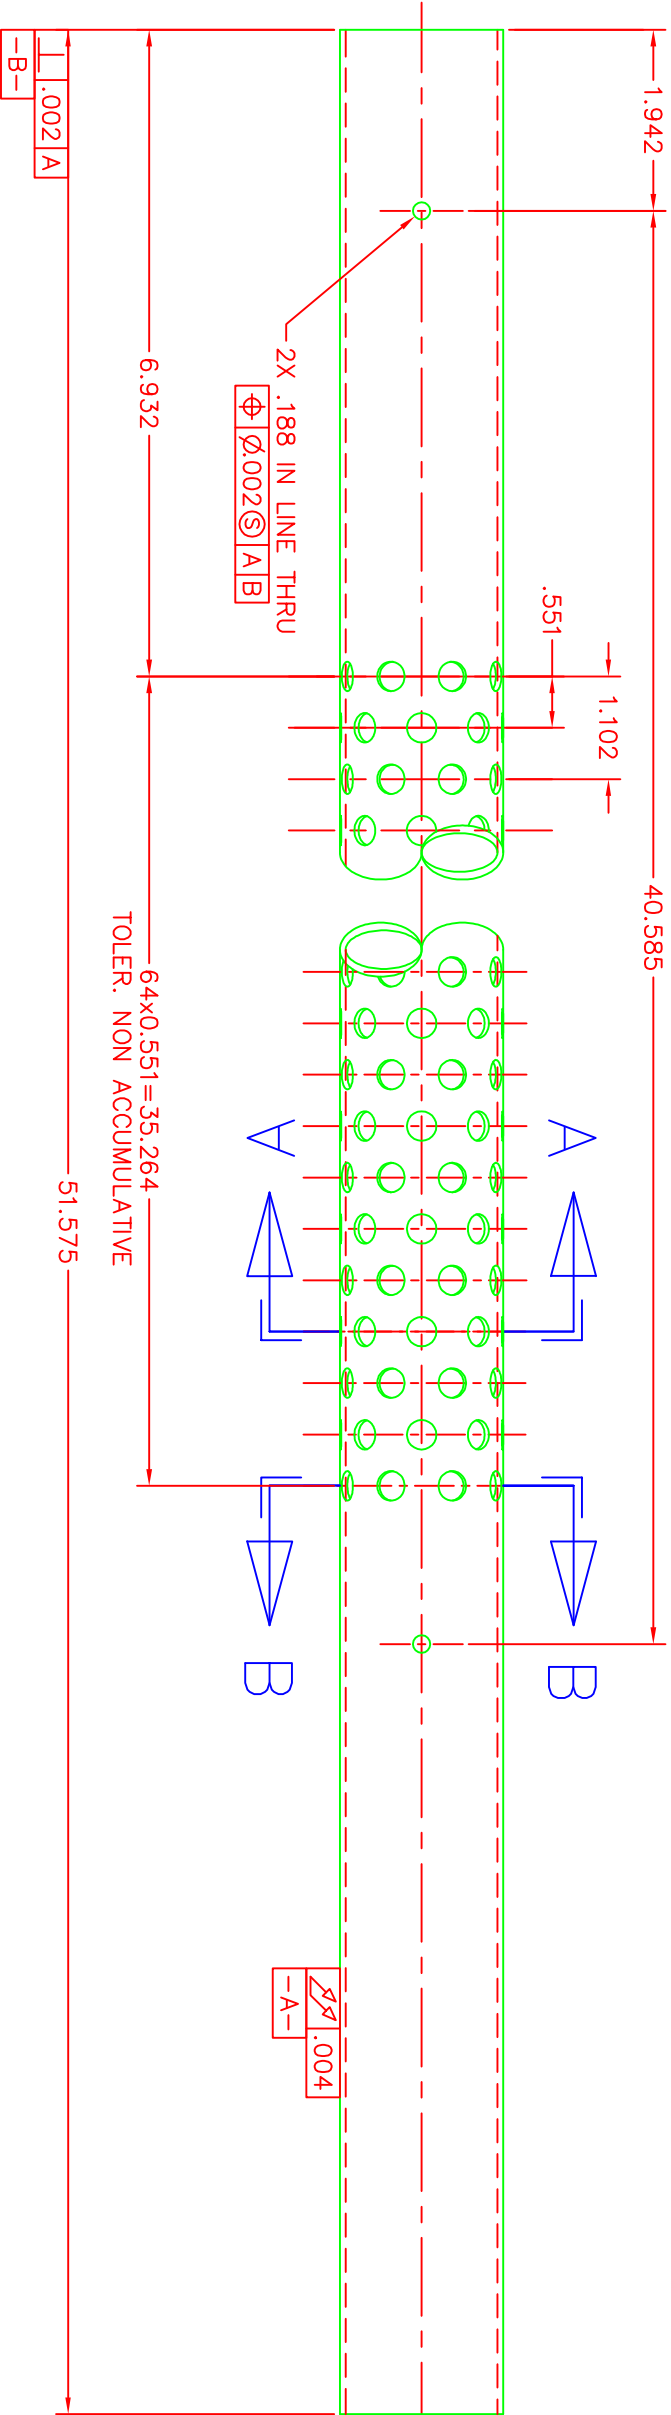 1.942
40.585
.551
1.102
2X .188 IN LINE THRU
⌖ Ø.002Ⓢ A B
6.932
64x0.551=35.264
TOLER. NON ACCUMULATIVE
A
A
B
B
.004
-A-
51.575
⊥ .002 A
-B-